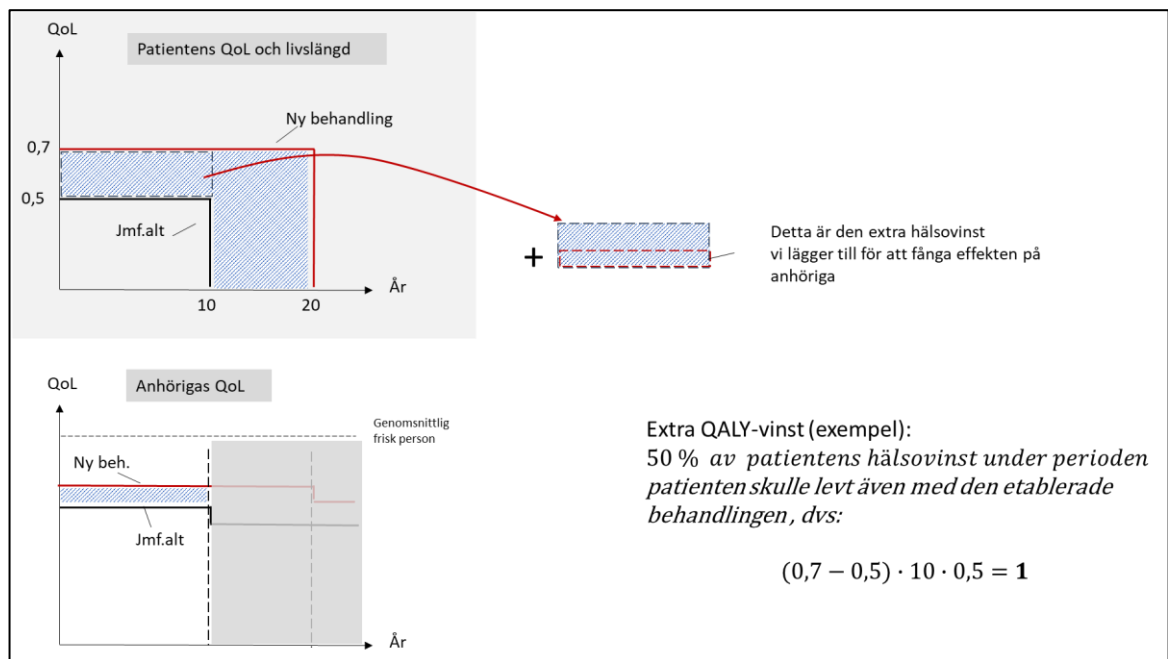 QoL
Patientens QoL och livslängd
Ny behandling
0,7
0,5
Jmf.alt
År
10
20
+
Detta är den extra hälsovinst
vi lägger till för att fånga effekten på
anhöriga
QoL
Anhörigas QoL
Genomsnittlig
frisk person
Ny beh.
Jmf.alt
År
Extra QALY-vinst (exempel):
50 % av patientens hälsovinst under perioden
patienten skulle levt även med den etablerade
behandlingen , dvs:
(0,7 − 0,5) · 10 · 0,5 = 1